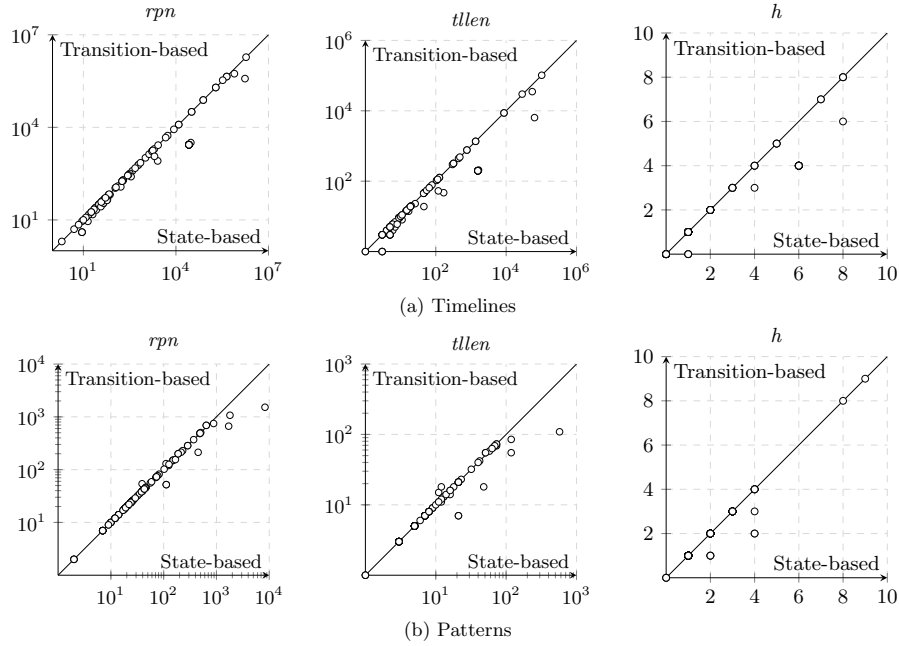 rpn
10^7
Transition-based
10^4
10^1
State-based
10^1 10^4 10^7
tllen
10^6
Transition-based
10^4
10^2
State-based
10^2 10^4 10^6
h
10
Transition-based
8
6
4
2
State-based
2 4 6 8 10
(a) Timelines
rpn
10^4
Transition-based
10^3
10^2
10^1
State-based
10^1 10^2 10^3 10^4
tllen
10^3
Transition-based
10^2
10^1
State-based
10^1 10^2 10^3
h
10
Transition-based
8
6
4
2
State-based
2 4 6 8 10
(b) Patterns